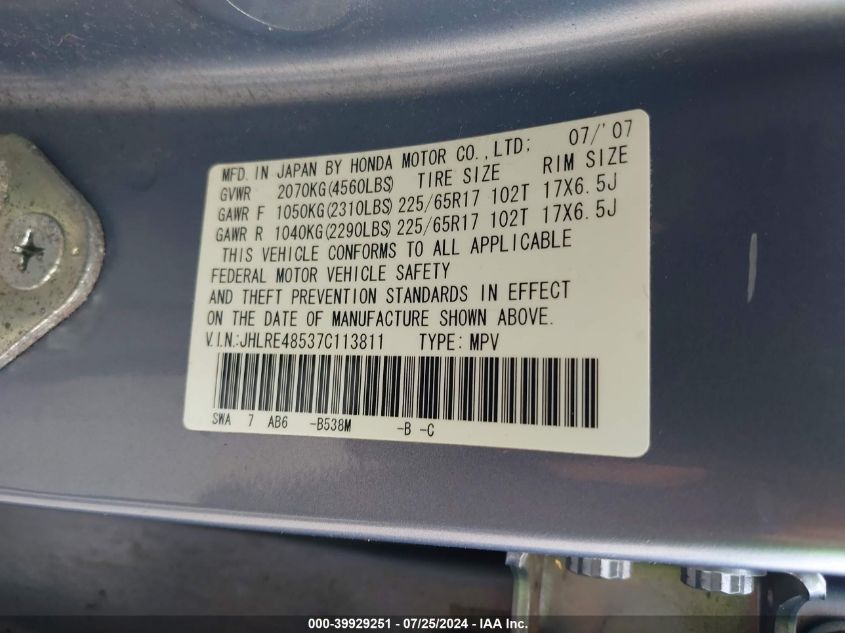 MFD. IN JAPAN BY HONDA MOTOR CO.,LTD; 07/'07
GVWR 2070KG(4560LBS) TIRE SIZE RIM SIZE
GAWR F 1050KG(2310LBS) 225/65R17 102T 17X6.5J
GAWR R 1040KG(2290LBS) 225/65R17 102T 17X6.5J
THIS VEHICLE CONFORMS TO ALL APPLICABLE
FEDERAL MOTOR VEHICLE SAFETY
AND THEFT PREVENTION STANDARDS IN EFFECT
ON THE DATE OF MANUFACTURE SHOWN ABOVE.
V.I.N.:JHLRE48537C113811 TYPE: MPV
SWA 7 AB6 -B538M -B -C
000-39929251 - 07/25/2024 - IAA Inc.